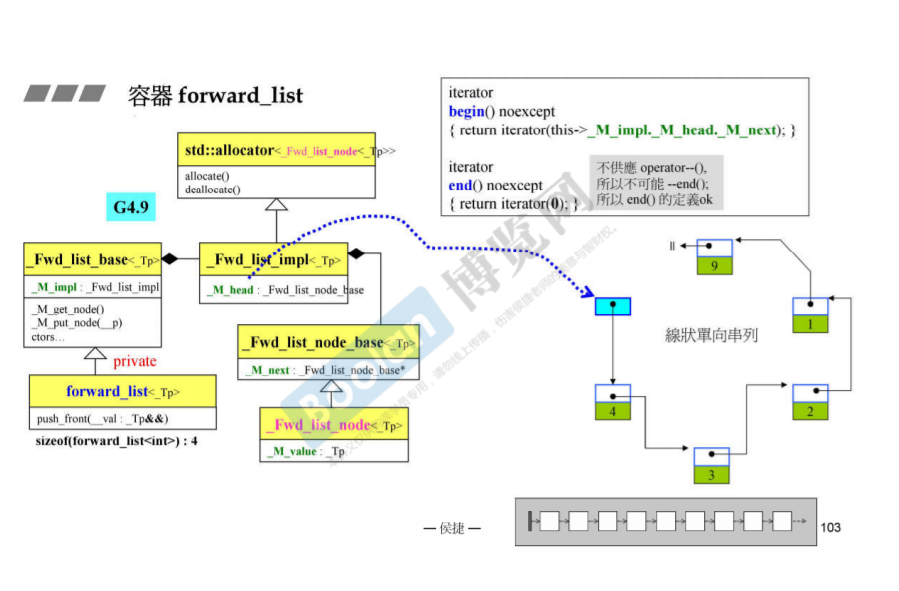 容器 forward_list
iterator
begin() noexcept
{ return iterator(this->_M_impl._M_head._M_next); }
iterator
end() noexcept
{ return iterator(0); }
不供應 operator--(),
所以不可能 --end();
所以 end() 的定義ok
std::allocator<_Fwd_list_node<_Tp>>
allocate()
deallocate()
G4.9
_Fwd_list_base<_Tp>
_M_impl : _Fwd_list_impl
_M_get_node()
_M_put_node(__p)
ctors…
_Fwd_list_impl<_Tp>
_M_head : _Fwd_list_node_base
_Fwd_list_node_base<_Tp>
_M_next : _Fwd_list_node_base*
_Fwd_list_node<_Tp>
_M_value : _Tp
private
forward_list<_Tp>
push_front(__val : _Tp&&)
sizeof(forward_list<int>) : 4
線狀單向串列
9
1
2
3
4
Boolan 博览网
— 侯捷 —
103